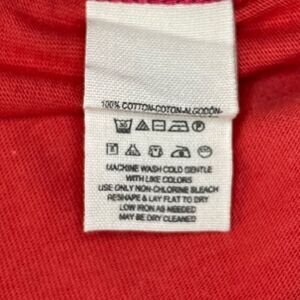 100% COTTON-COTON-ALGODÓN-
MACHINE WASH COLD GENTLE
WITH LIKE COLORS
USE ONLY NON-CHLORINE BLEACH
RESHAPE & LAY FLAT TO DRY
LOW IRON AS NEEDED
MAY BE DRY CLEANED